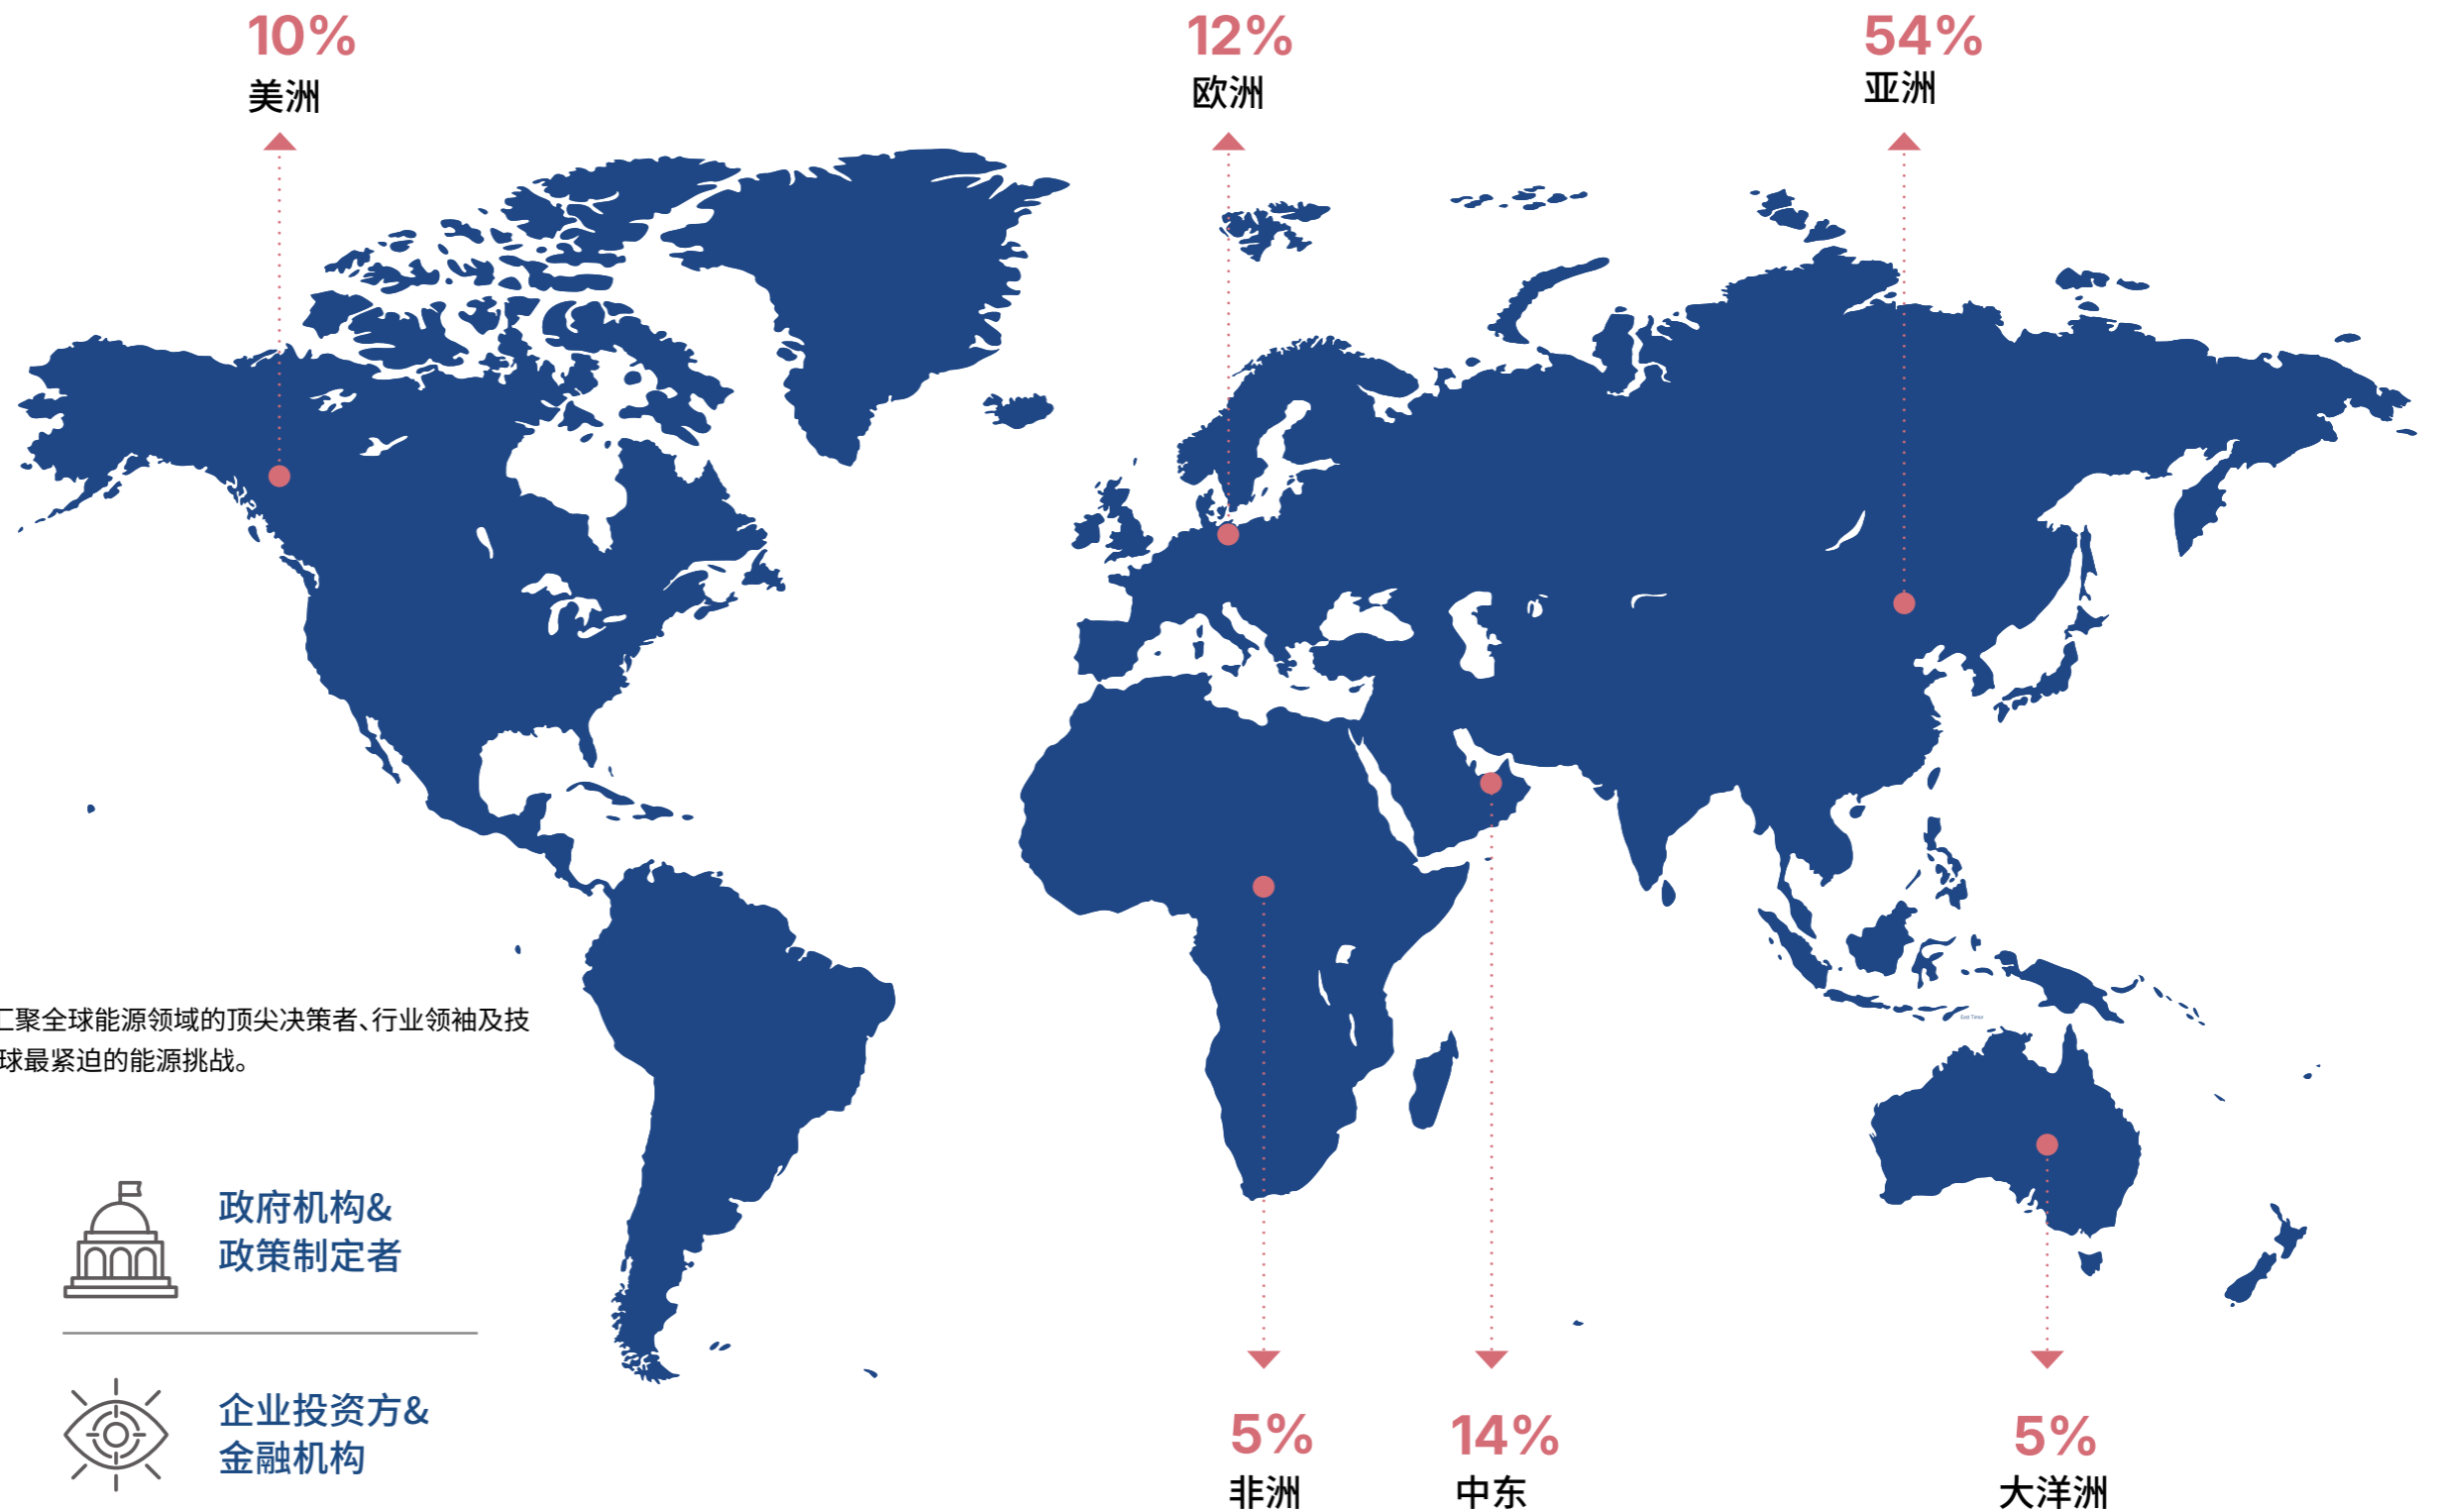 10%
美洲
12%
欧洲
54%
亚洲
East Timor
汇聚全球能源领域的顶尖决策者、行业领袖及技
球最紧迫的能源挑战。
政府机构&
政策制定者
企业投资方&
金融机构
5%
非洲
14%
中东
5%
大洋洲